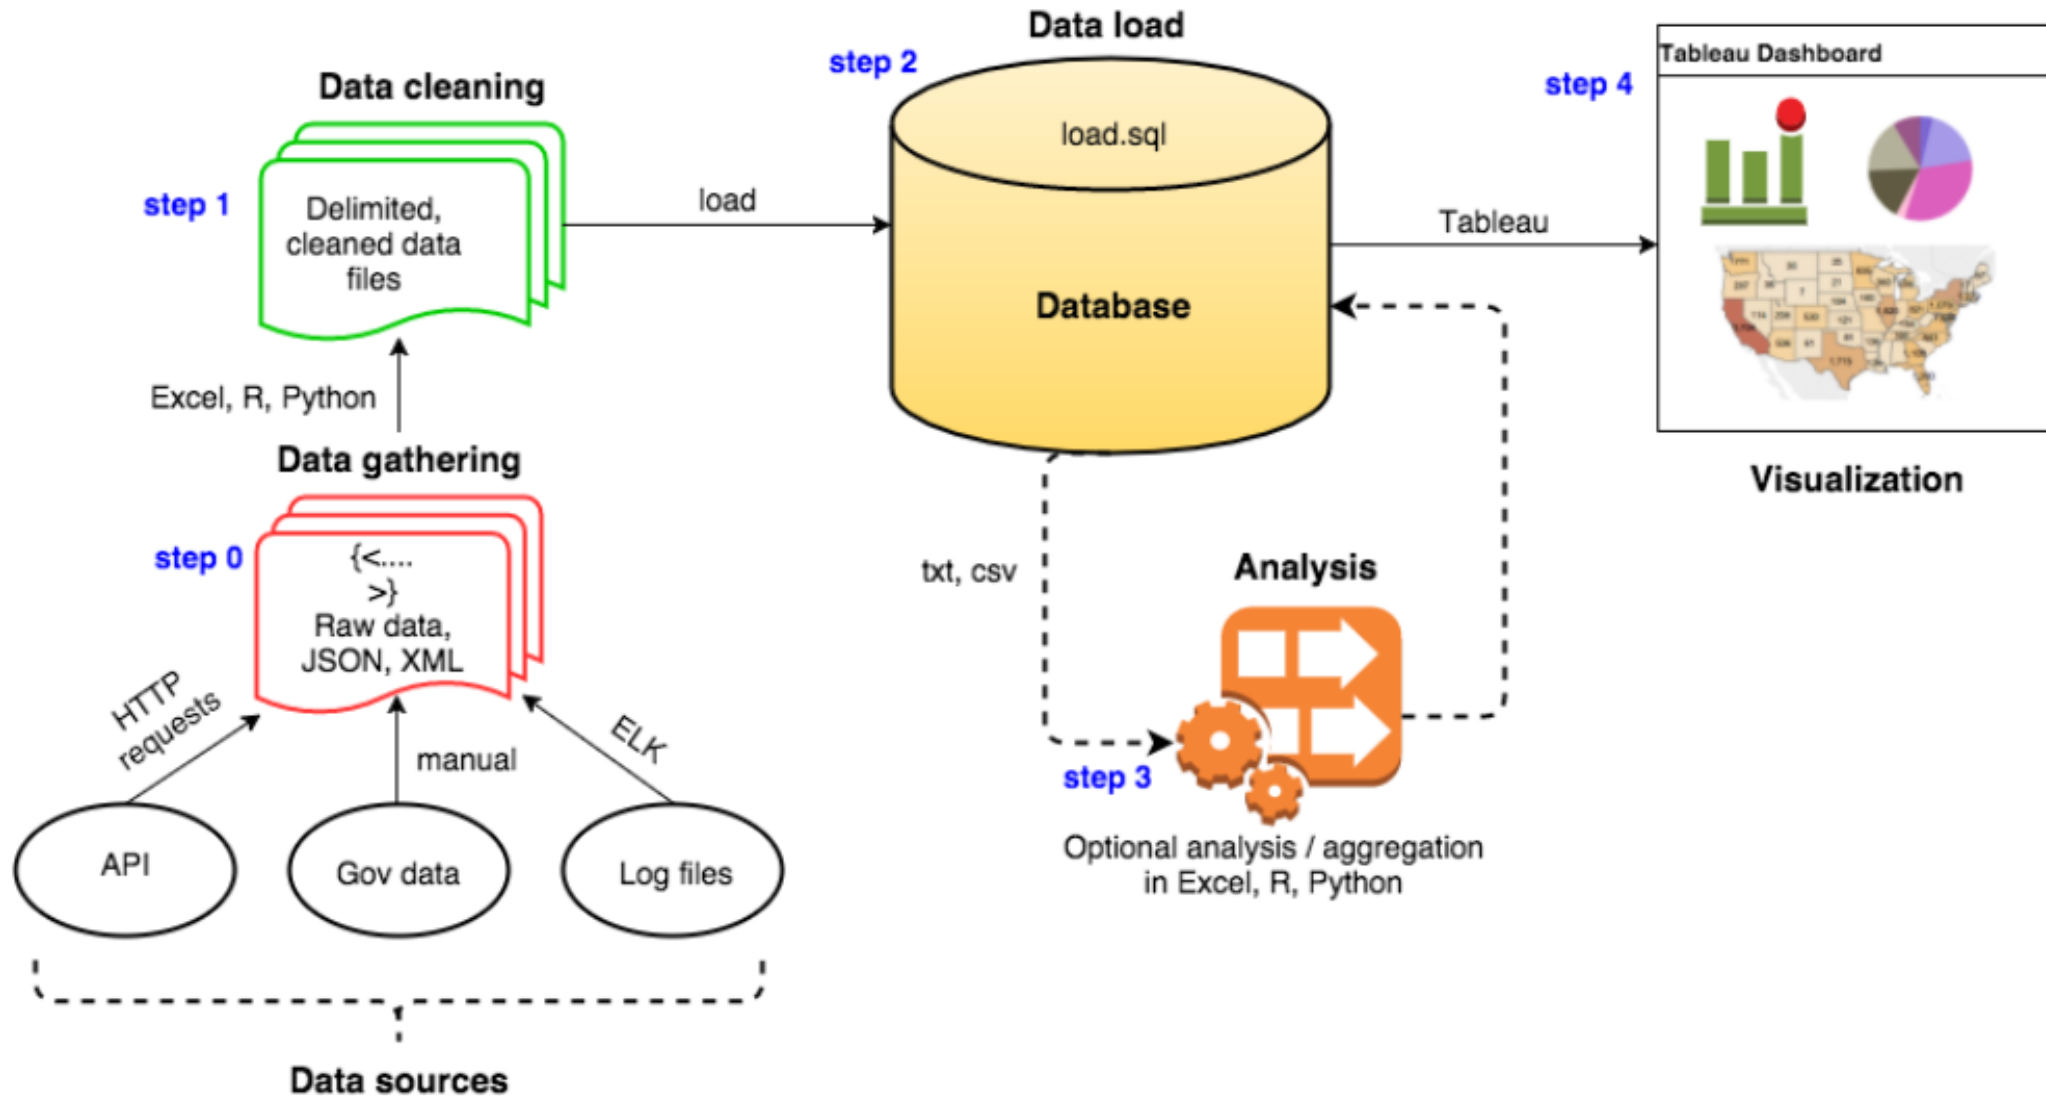 Data load
step 2
load.sql
Database
Data cleaning
step 1
Delimited,
cleaned data
files
load
Tableau
step 4
Tableau Dashboard
Visualization
Excel, R, Python
Data gathering
step 0
{<....
>}
Raw data,
JSON, XML
HTTP
requests
manual
ELK
API
Gov data
Log files
Data sources
txt, csv
Analysis
step 3
Optional analysis / aggregation
in Excel, R, Python